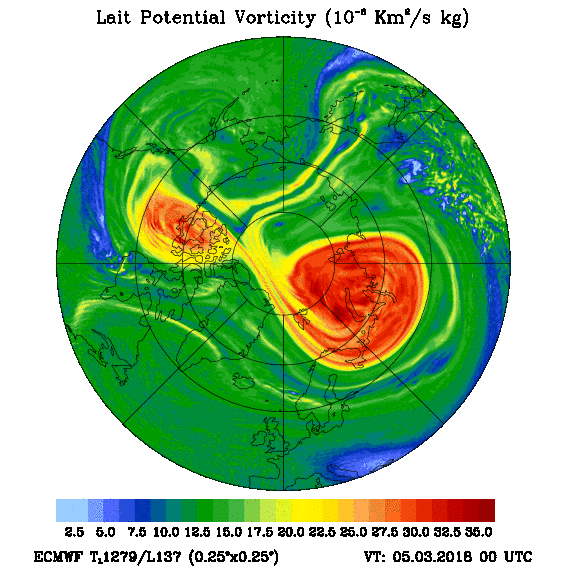 Lait Potential Vorticity (10⁻⁸ Km²/s kg)
2.5 5.0 7.5 10.0 12.5 15.0 17.5 20.0 22.5 25.0 27.5 30.0 32.5 35.0
ECMWF T_L1279/L137 (0.25°x0.25°) VT: 05.03.2018 00 UTC